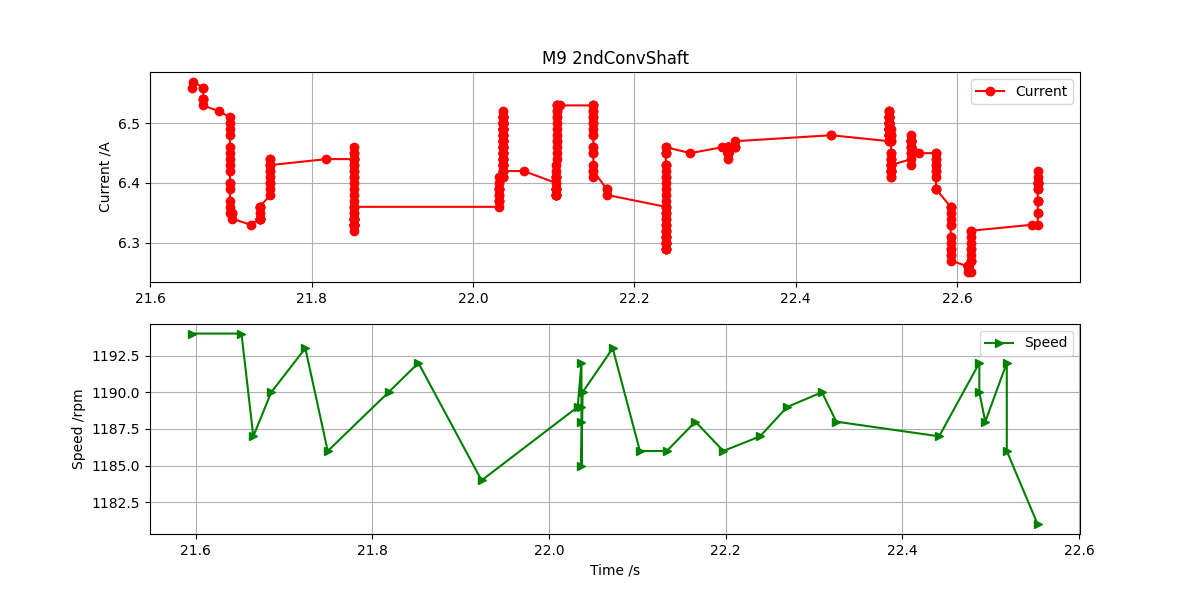 M9 2ndConvShaft
Current /A
6.5
6.4
6.3
Current
21.6 21.8 22.0 22.2 22.4 22.6
Speed /rpm
1192.5
1190.0
1187.5
1185.0
1182.5
Speed
21.6 21.8 22.0 22.2 22.4 22.6
Time /s